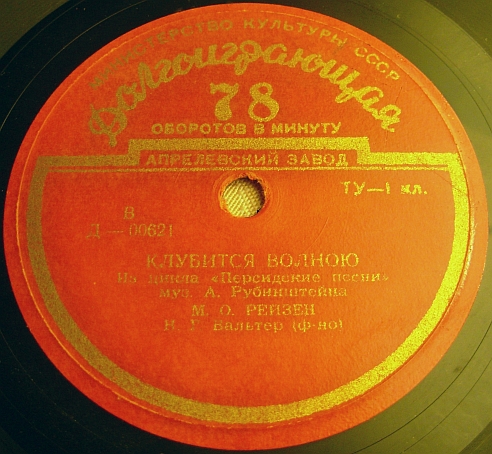 МИНИСТЕРСТВО КУЛЬТУРЫ СССР
Долгоиграющая
78
ОБОРОТОВ В МИНУТУ
АПРЕЛЕВСКИЙ ЗАВОД
ТУ—1 кл.
В
Д—00621
КЛУБИТСЯ ВОЛНОЮ
Из цикла «Персидские песни»
муз. А. Рубинштейна
М. О. РЕЙЗЕН
Н. Г. Вальтер (ф-но)